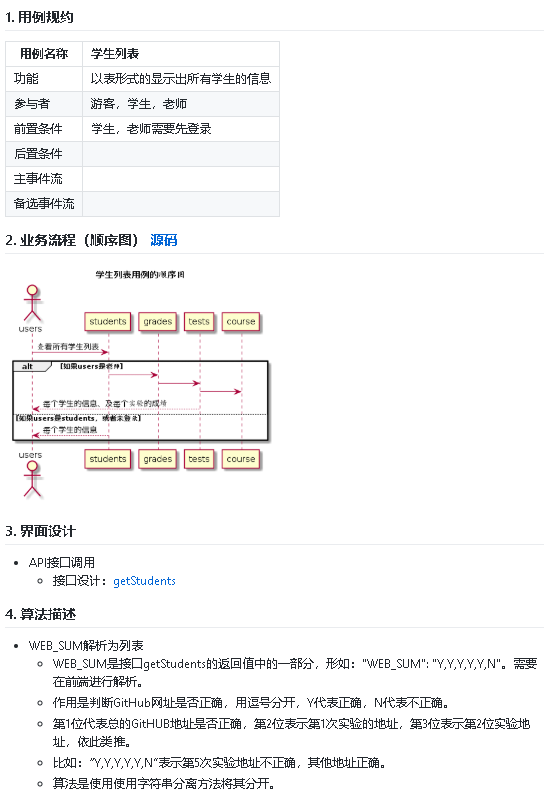 1. 用例规约
用例名称 学生列表
功能 以表形式的显示出所有学生的信息
参与者 游客，学生，老师
前置条件 学生，老师需要先登录
后置条件
主事件流
备选事件流
2. 业务流程（顺序图） 源码
学生列表用例的顺序图
users students grades tests course
查看所有学生列表
alt [如果users是老师]
每个学生的信息，及每个实验的成绩
[如果users是students，或者未登录]
每个学生的信息
users students grades tests course
3. 界面设计
• API接口调用
◦ 接口设计：getStudents
4. 算法描述
• WEB_SUM解析为列表
◦ WEB_SUM是接口getStudents的返回值中的一部分，形如："WEB_SUM": "Y,Y,Y,Y,Y,N"。需要
在前端进行解析。
◦ 作用是判断GitHub网址是否正确，用逗号分开，Y代表正确，N代表不正确。
◦ 第1位代表总的GitHUB地址是否正确，第2位表示第1次实验的地址，第3位表示第2位实验地
址，依此类推。
◦ 比如：“Y,Y,Y,Y,Y,N”表示第5次实验地址不正确，其他地址正确。
◦ 算法是使用使用字符串分离方法将其分开。